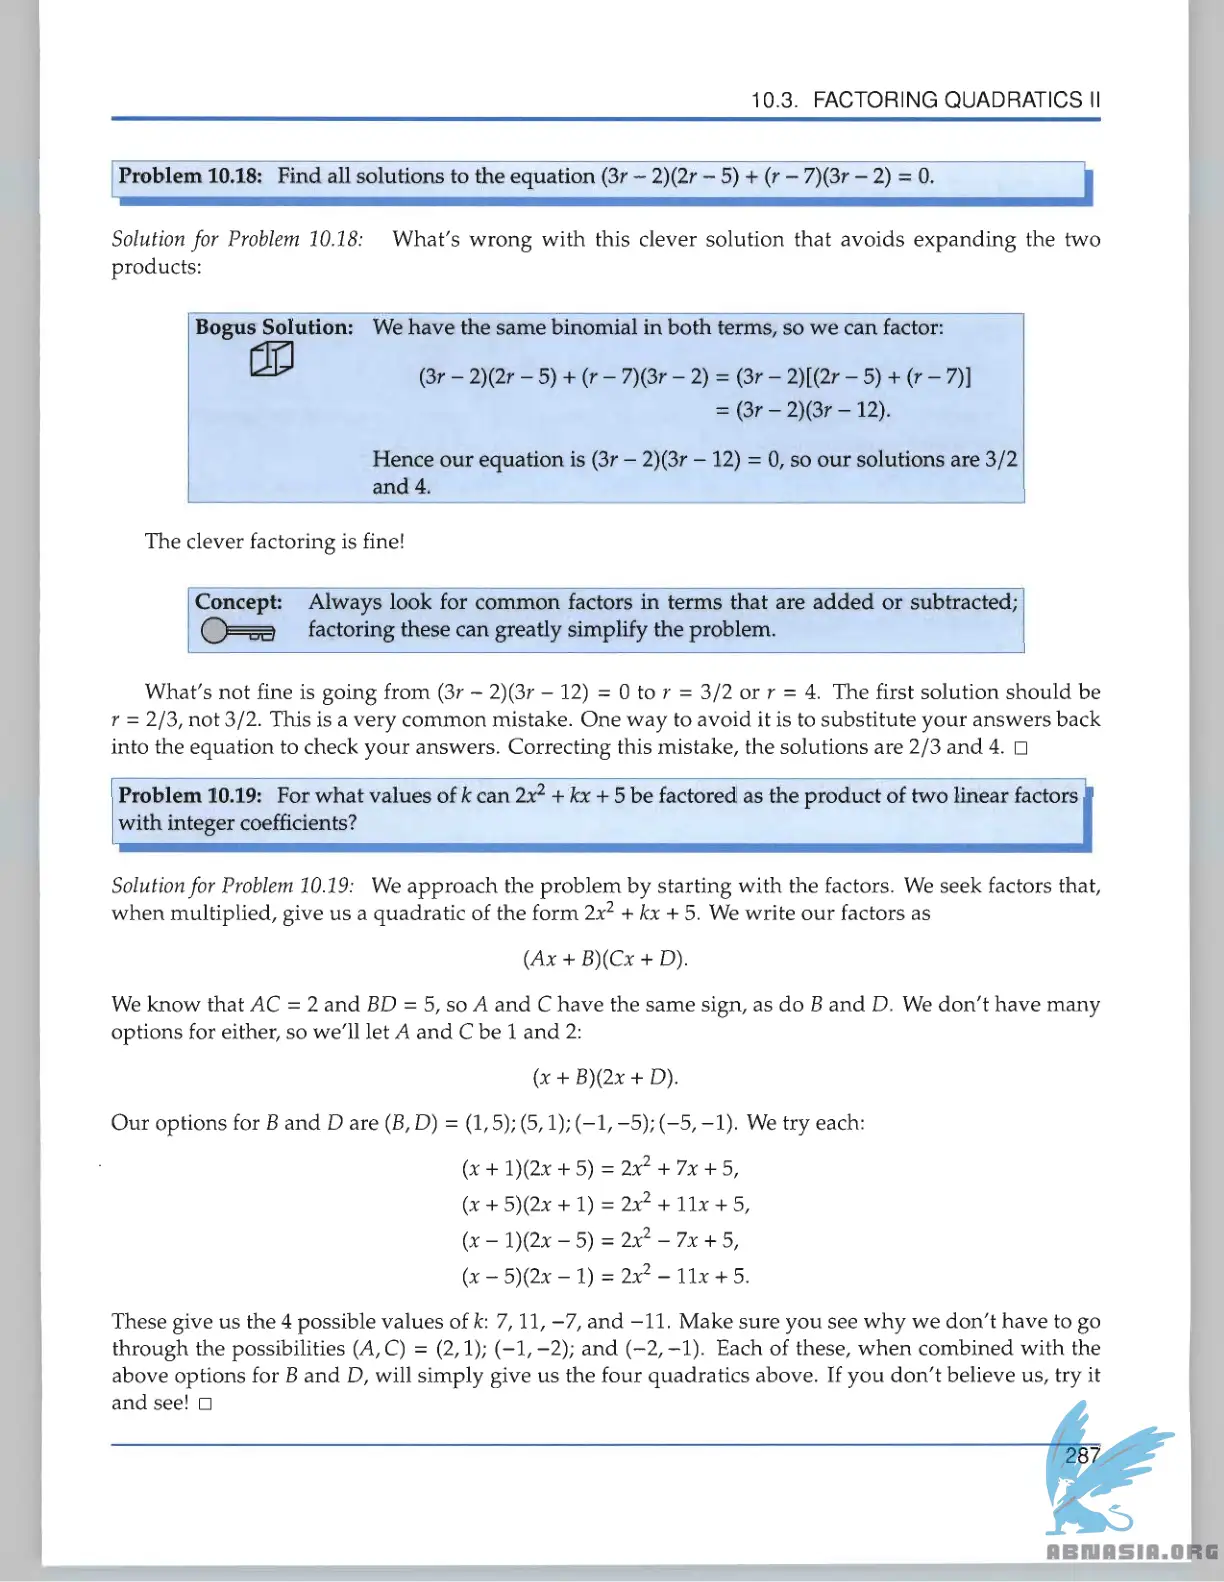 10.3. FACTORING QUADRATICS II
Problem 10.18: Find all solutions to the equation (3r − 2)(2r − 5) + (r − 7)(3r − 2) = 0.
Solution for Problem 10.18: What's wrong with this clever solution that avoids expanding the two
products:
Bogus Solution: We have the same binomial in both terms, so we can factor:
(3r − 2)(2r − 5) + (r − 7)(3r − 2) = (3r − 2)[(2r − 5) + (r − 7)]
= (3r − 2)(3r − 12).
Hence our equation is (3r − 2)(3r − 12) = 0, so our solutions are 3/2
and 4.
The clever factoring is fine!
Concept: Always look for common factors in terms that are added or subtracted;
factoring these can greatly simplify the problem.
What's not fine is going from (3r − 2)(3r − 12) = 0 to r = 3/2 or r = 4. The first solution should be
r = 2/3, not 3/2. This is a very common mistake. One way to avoid it is to substitute your answers back
into the equation to check your answers. Correcting this mistake, the solutions are 2/3 and 4. □
Problem 10.19: For what values of k can 2x² + kx + 5 be factored as the product of two linear factors
with integer coefficients?
Solution for Problem 10.19: We approach the problem by starting with the factors. We seek factors that,
when multiplied, give us a quadratic of the form 2x² + kx + 5. We write our factors as
(Ax + B)(Cx + D).
We know that AC = 2 and BD = 5, so A and C have the same sign, as do B and D. We don't have many
options for either, so we'll let A and C be 1 and 2:
(x + B)(2x + D).
Our options for B and D are (B, D) = (1, 5); (5, 1); (−1, −5); (−5, −1). We try each:
(x + 1)(2x + 5) = 2x² + 7x + 5,
(x + 5)(2x + 1) = 2x² + 11x + 5,
(x − 1)(2x − 5) = 2x² − 7x + 5,
(x − 5)(2x − 1) = 2x² − 11x + 5.
These give us the 4 possible values of k: 7, 11, −7, and −11. Make sure you see why we don't have to go
through the possibilities (A, C) = (2, 1); (−1, −2); and (−2, −1). Each of these, when combined with the
above options for B and D, will simply give us the four quadratics above. If you don't believe us, try it
and see! □
287
ABNASIA.ORG